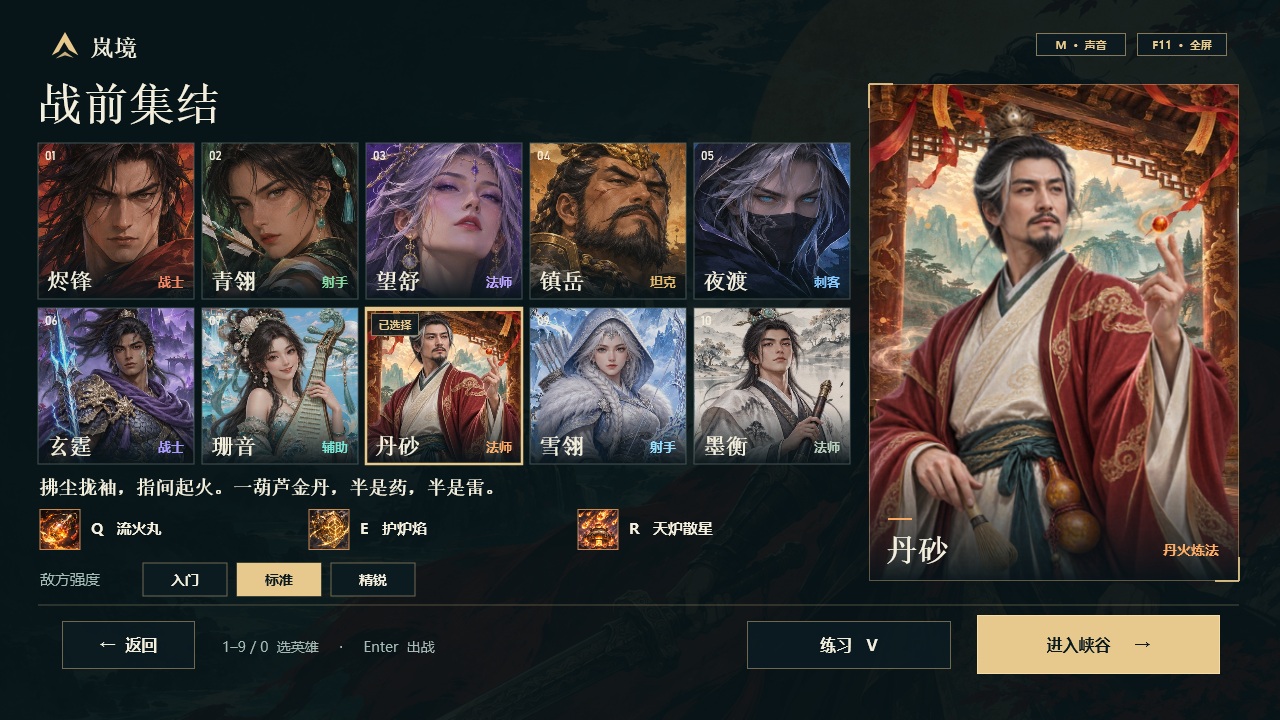 岚境
M • 声音
F11 • 全屏
战前集结
01
烬锋 战士
02
青翎 射手
03
望舒 法师
04
镇岳 坦克
05
夜渡 刺客
06
玄霆 战士
07
珊音 辅助
已选择
丹砂 法师
09
雪翎 射手
10
墨衡 法师
拂尘拢袖，指间起火。一葫芦金丹，半是药，半是雷。
Q 流火丸
E 护炉焰
R 天炉散星
敌方强度 入门 标准 精锐
丹砂 丹火炼法
← 返回
1–9 / 0 选英雄 · Enter 出战
练习 V
进入峡谷 →